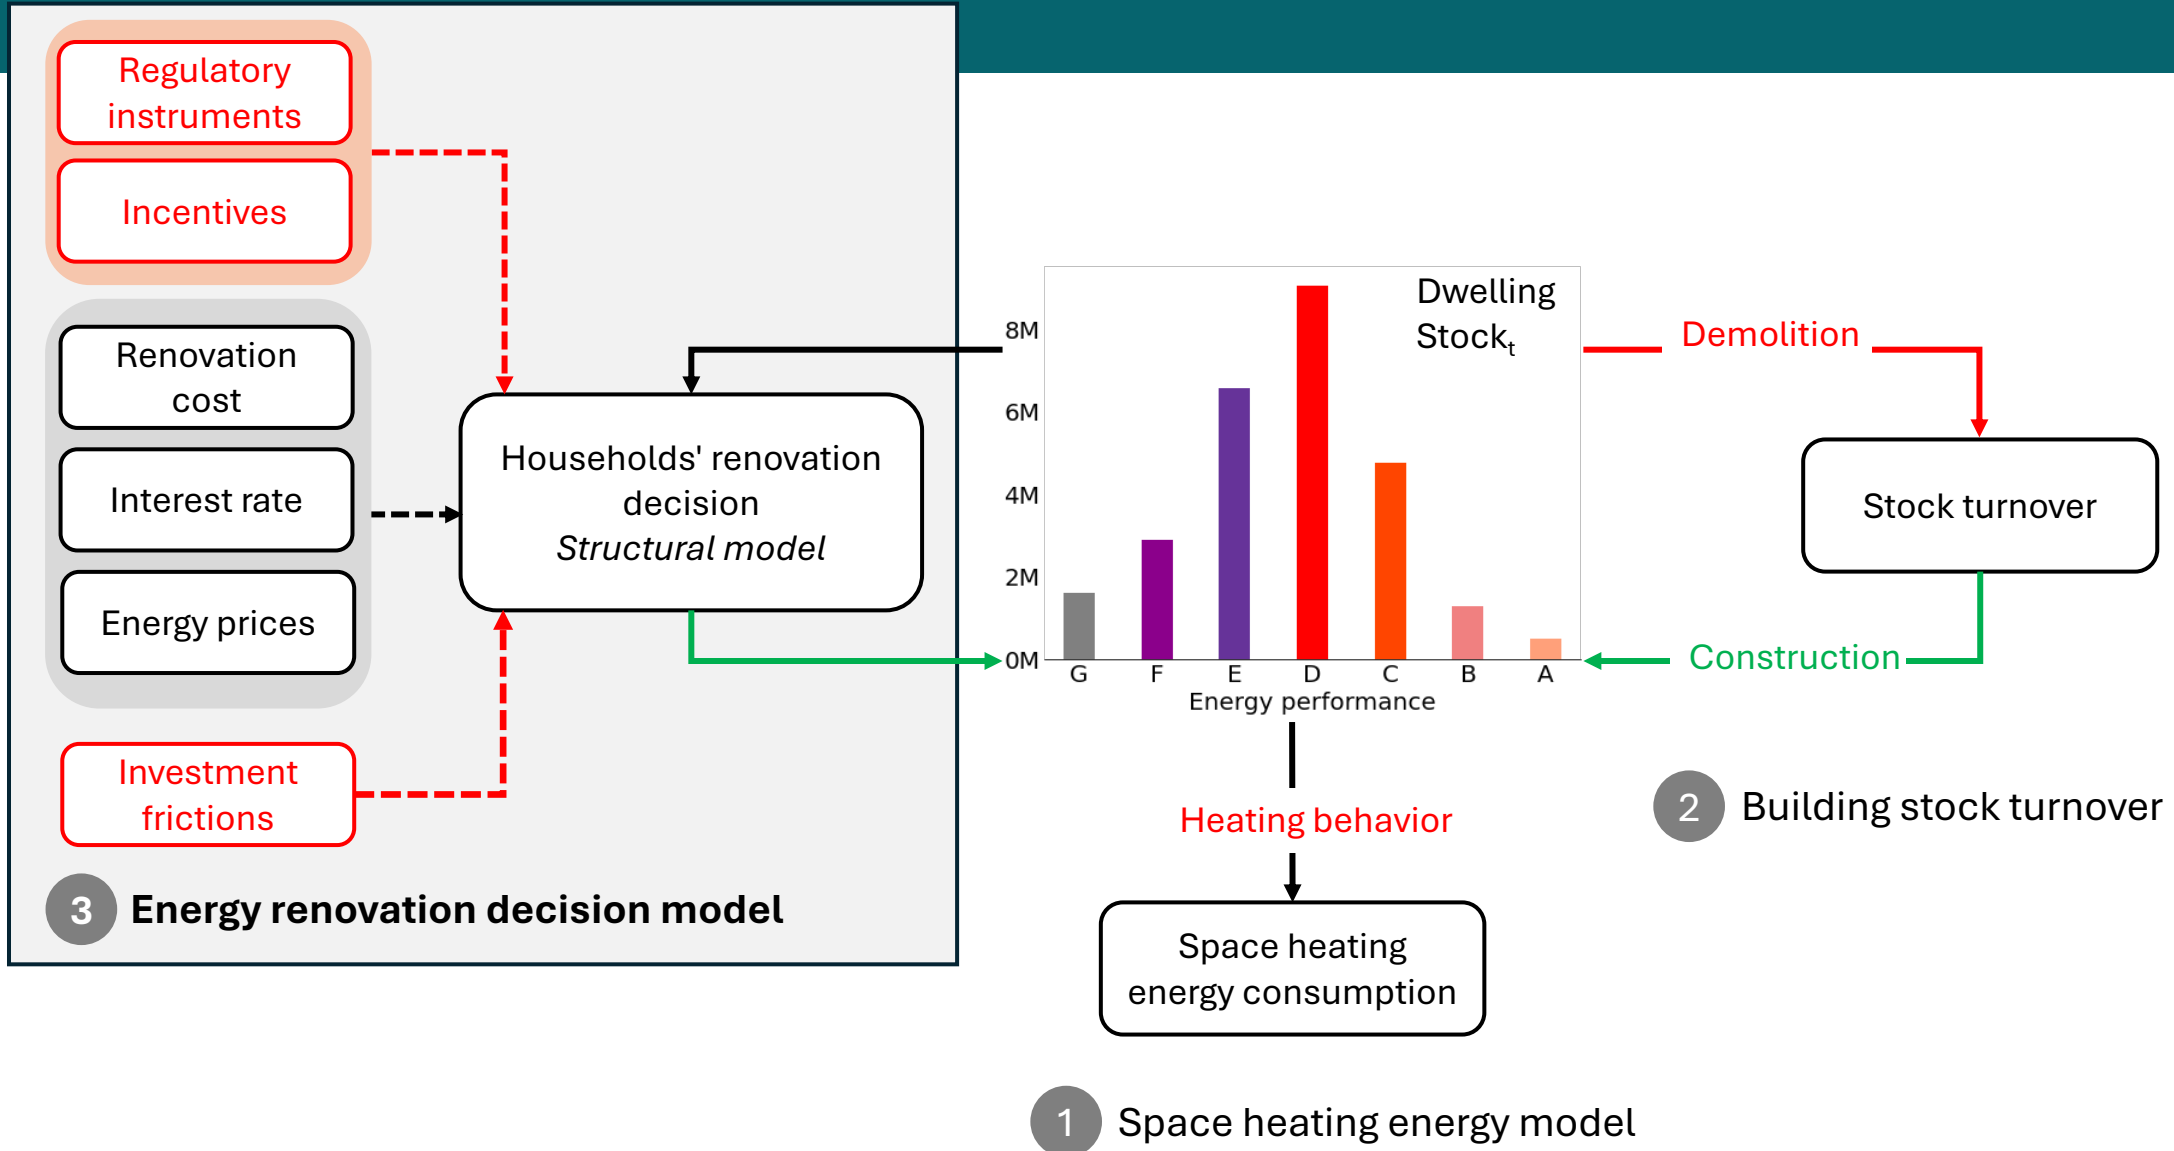 Regulatory
instruments
Incentives
Renovation
cost
Interest rate
Energy prices
Investment
frictions
3 Energy renovation decision model
Households' renovation
decision
Structural model
Dwelling
Stockt
8M
6M
4M
2M
0M
G F E D C B A
Energy performance
Demolition
Stock turnover
Construction
2 Building stock turnover
Heating behavior
Space heating
energy consumption
1 Space heating energy model